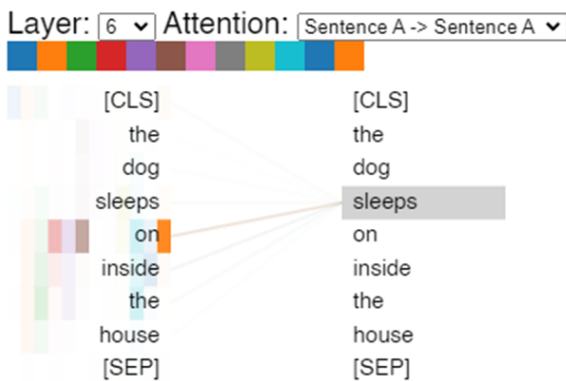 Layer: 6 Attention: Sentence A -> Sentence A
[CLS] [CLS]
the the
dog dog
sleeps sleeps
on on
inside inside
the the
house house
[SEP] [SEP]